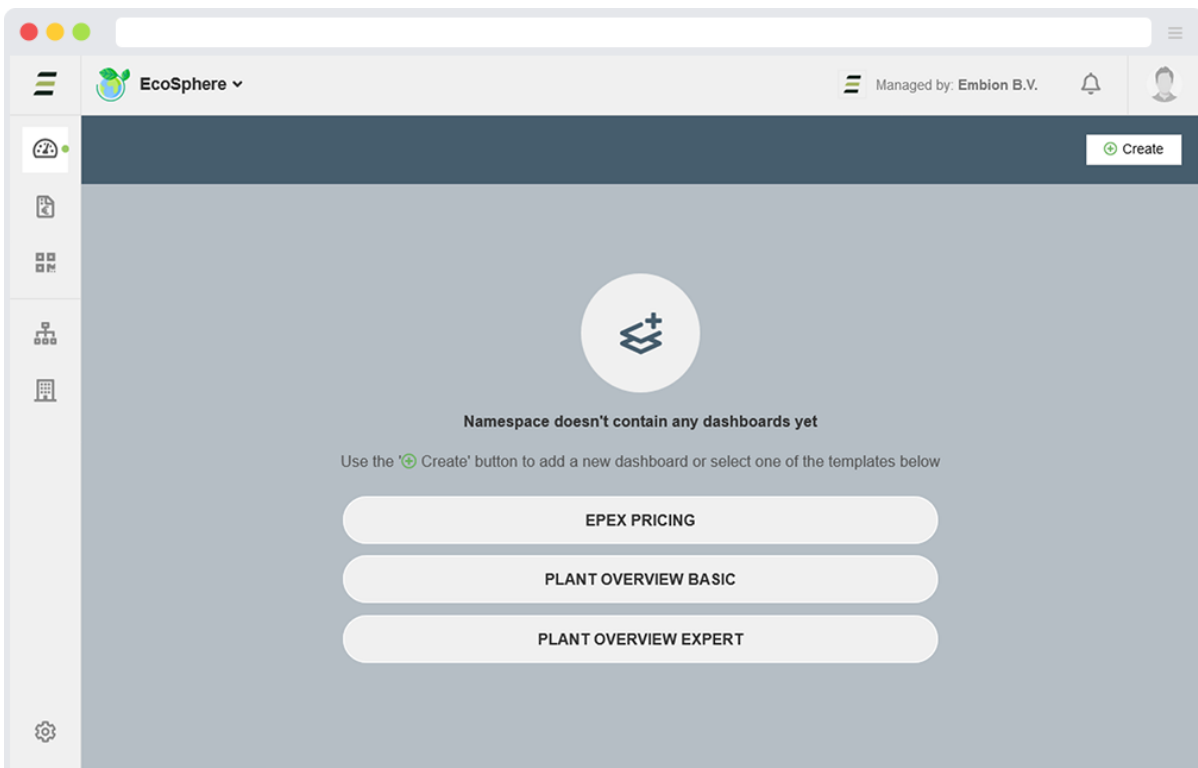 EcoSphere
Managed by: Embion B.V.
Create
Namespace doesn't contain any dashboards yet
Use the '⊕ Create' button to add a new dashboard or select one of the templates below
EPEX PRICING
PLANT OVERVIEW BASIC
PLANT OVERVIEW EXPERT